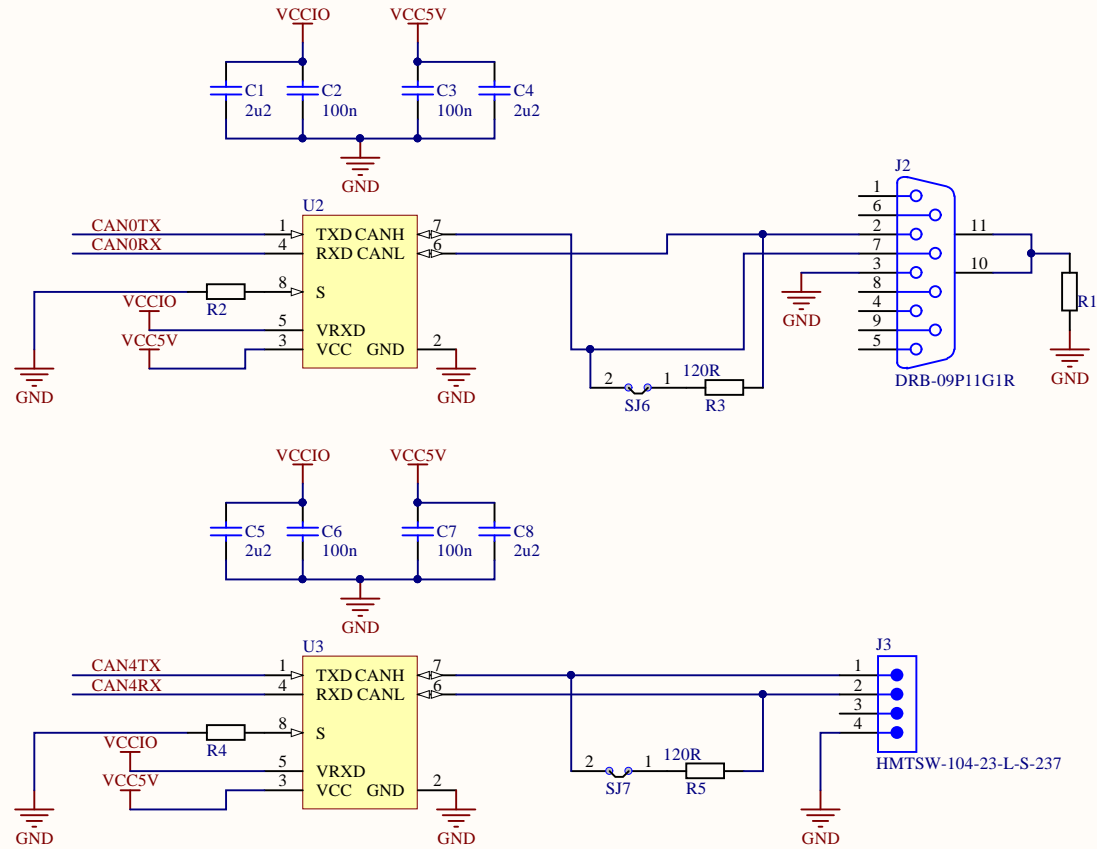 VCCIO VCC5V
C1 C2 C3 C4
2u2 100n 100n 2u2
GND
J2
U2
1
6
CAN0TX 1 TXD CANH 7 2 11
CAN0RX 4 RXD CANL 6 7
3 10
8 S 8
R2
VCCIO GND R1
4
5 VRXD 9
VCC5V 3 VCC GND 2 5
GND GND GND
120R DRB-09P11G1R
2 1
SJ6 R3
VCCIO VCC5V
C5 C6 C7 C8
2u2 100n 100n 2u2
GND
U3 J3
CAN4TX 1 TXD CANH 7 1
CAN4RX 4 RXD CANL 6 2
3
8 S 4
R4
VCCIO 120R
5 VRXD 2 1 HMTSW-104-23-L-S-237
VCC5V 3 VCC GND 2 SJ7 R5
GND GND GND